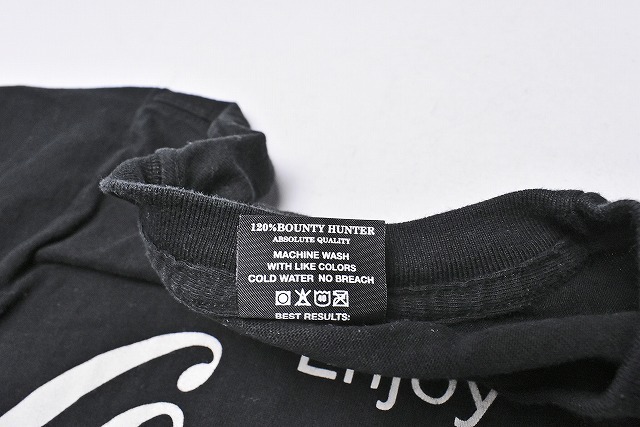 120%BOUNTY HUNTER
ABSOLUTE QUALITY
MACHINE WASH
WITH LIKE COLORS
COLD WATER NO BREACH
BEST RESULTS:
Enjoy